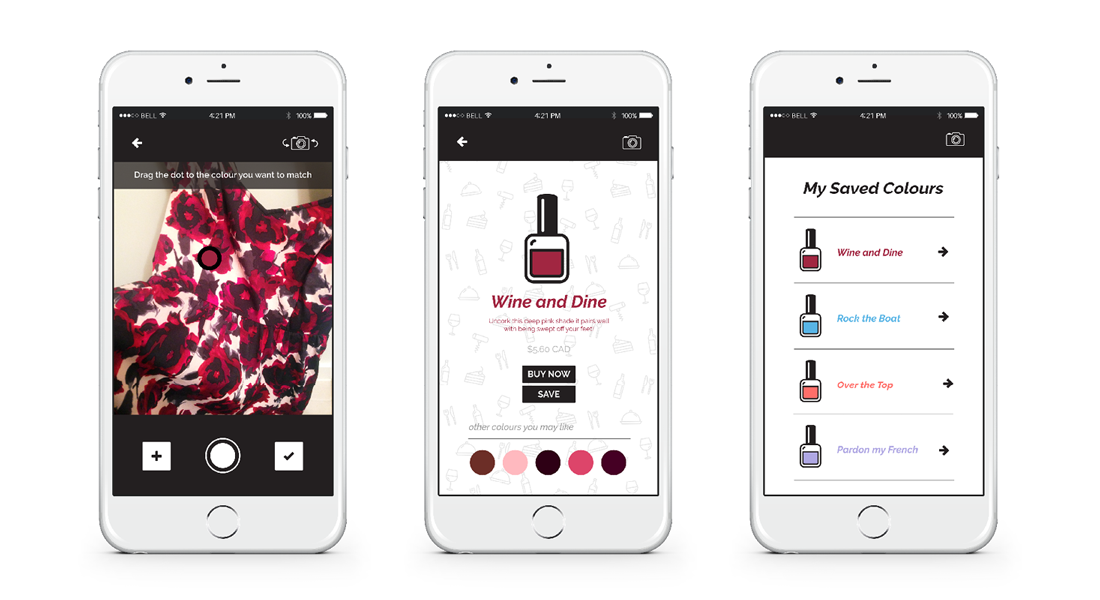 BELL 4:21 PM 100%
Drag the dot to the colour you want to match
BELL 4:21 PM 100%
Wine and Dine
Uncork this deep pink shade it pairs well
with being swept off your feet!
$5.60 CAD
BUY NOW
SAVE
other colours you may like
BELL 4:21 PM 100%
My Saved Colours
Wine and Dine
Rock the Boat
Over the Top
Pardon my French